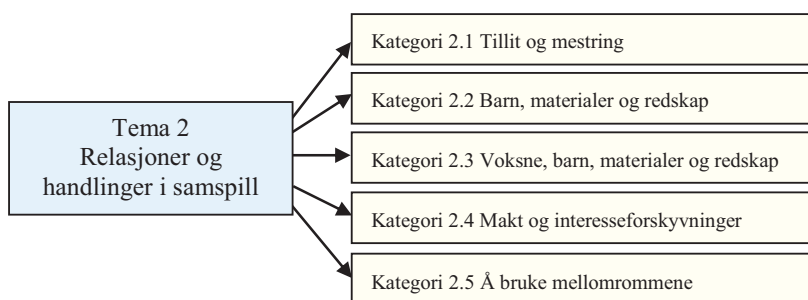 Tema 2
Relasjoner og
handlinger i samspill
Kategori 2.1 Tillit og mestring
Kategori 2.2 Barn, materialer og redskap
Kategori 2.3 Voksne, barn, materialer og redskap
Kategori 2.4 Makt og interesseforskyvninger
Kategori 2.5 Å bruke mellomrommene